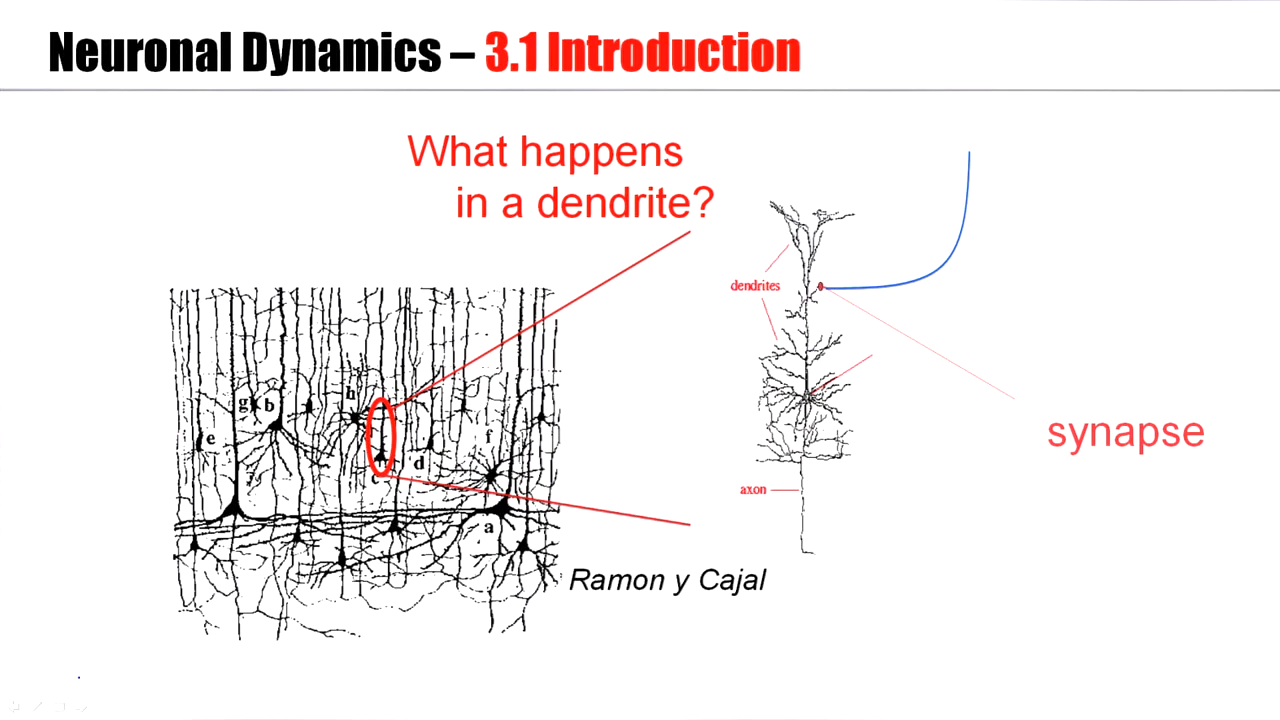 Neuronal Dynamics – 3.1 Introduction
What happens
in a dendrite?
dendrites
synapse
axon
g
b
h
e
f
d
c
a
Ramon y Cajal